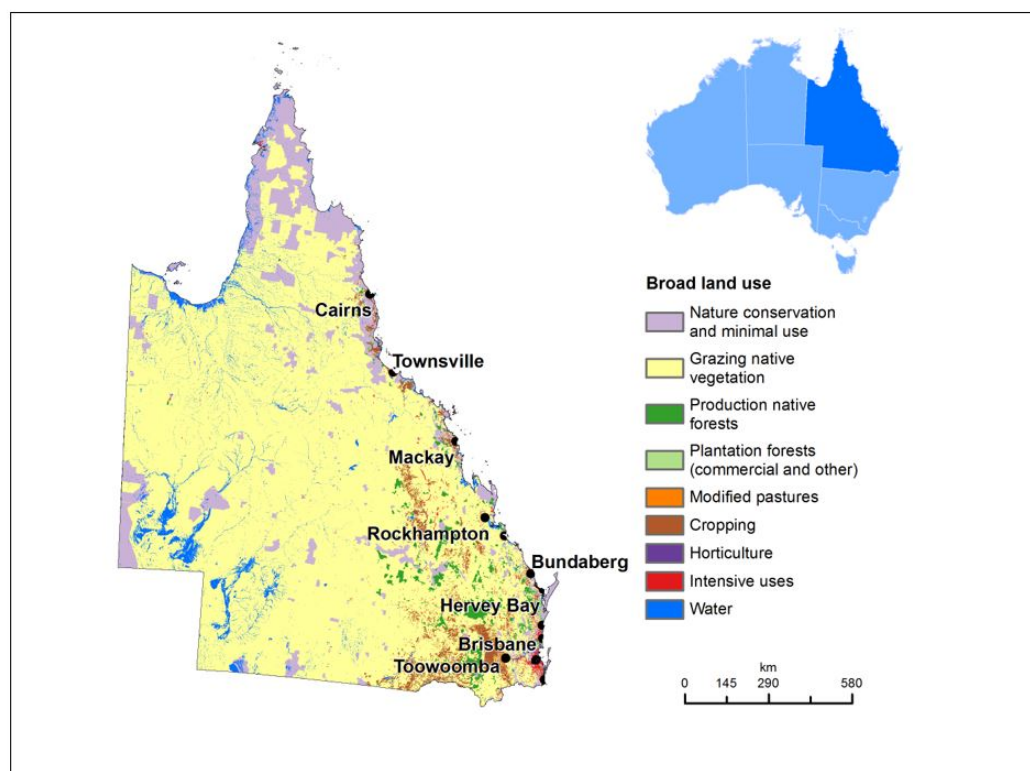 Cairns
Townsville
Mackay
Rockhampton
Bundaberg
Hervey Bay
Brisbane
Toowoomba
Broad land use
Nature conservation
and minimal use
Grazing native
vegetation
Production native
forests
Plantation forests
(commercial and other)
Modified pastures
Cropping
Horticulture
Intensive uses
Water
km
0 145 290 580